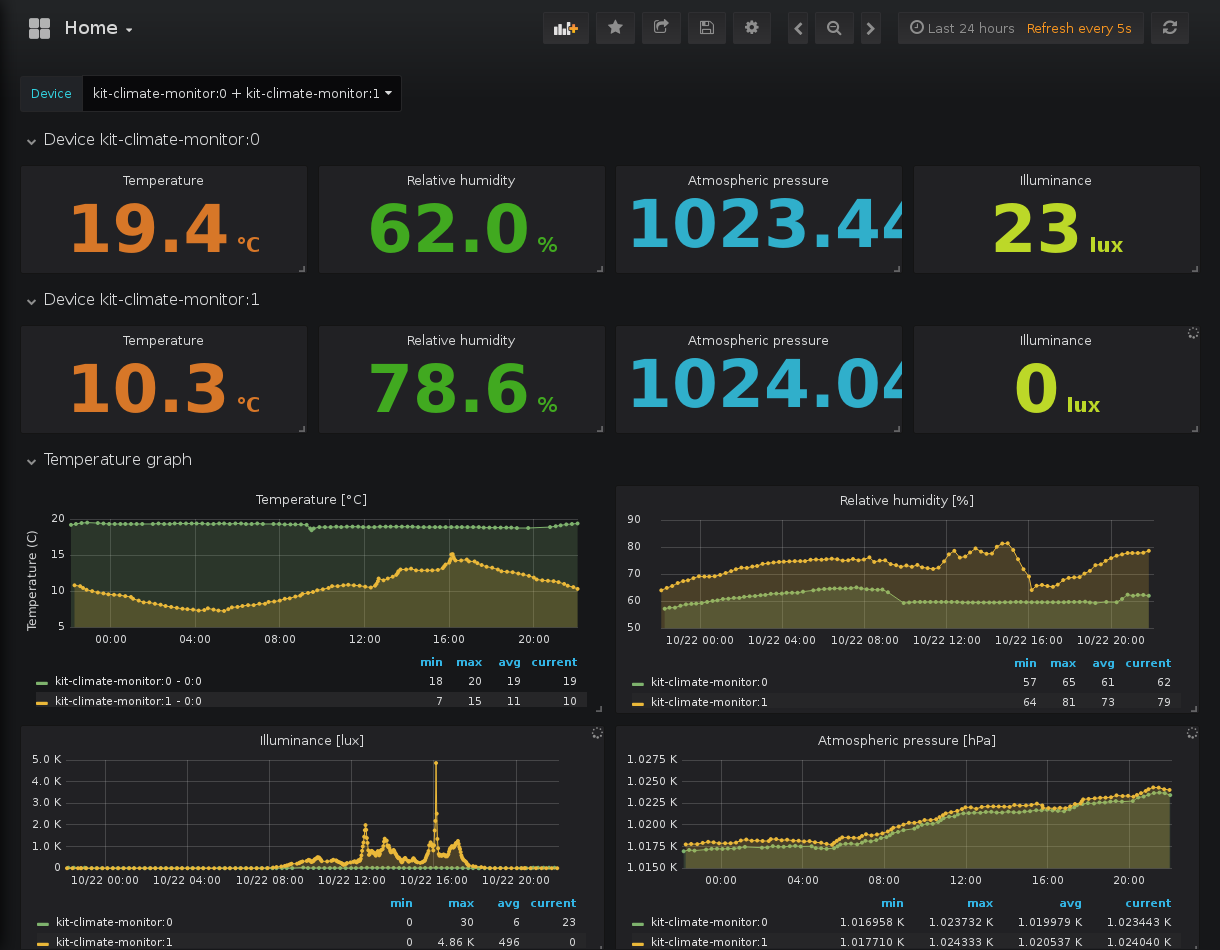 Home
Last 24 hours Refresh every 5s
Device kit-climate-monitor:0 + kit-climate-monitor:1
Device kit-climate-monitor:0
Temperature Relative humidity Atmospheric pressure Illuminance
19.4 °C 62.0 % 1023.44 23 lux
Device kit-climate-monitor:1
Temperature Relative humidity Atmospheric pressure Illuminance
10.3 °C 78.6 % 1024.04 0 lux
Temperature graph
Temperature [°C]
Temperature (C)
20
15
10
5
00:00 04:00 08:00 12:00 16:00 20:00
min max avg current
kit-climate-monitor:0 - 0:0 18 20 19 19
kit-climate-monitor:1 - 0:0 7 15 11 10
Relative humidity [%]
90
80
70
60
50
10/22 00:00 10/22 04:00 10/22 08:00 10/22 12:00 10/22 16:00 10/22 20:00
min max avg current
kit-climate-monitor:0 57 65 61 62
kit-climate-monitor:1 64 81 73 79
Illuminance [lux]
5.0 K
4.0 K
3.0 K
2.0 K
1.0 K
0
10/22 00:00 10/22 04:00 10/22 08:00 10/22 12:00 10/22 16:00 10/22 20:00
min max avg current
kit-climate-monitor:0 0 30 6 23
kit-climate-monitor:1 0 4.86 K 496 0
Atmospheric pressure [hPa]
1.0275 K
1.0250 K
1.0225 K
1.0200 K
1.0175 K
1.0150 K
00:00 04:00 08:00 12:00 16:00 20:00
min max avg current
kit-climate-monitor:0 1.016958 K 1.023732 K 1.019979 K 1.023443 K
kit-climate-monitor:1 1.017710 K 1.024333 K 1.020537 K 1.024040 K